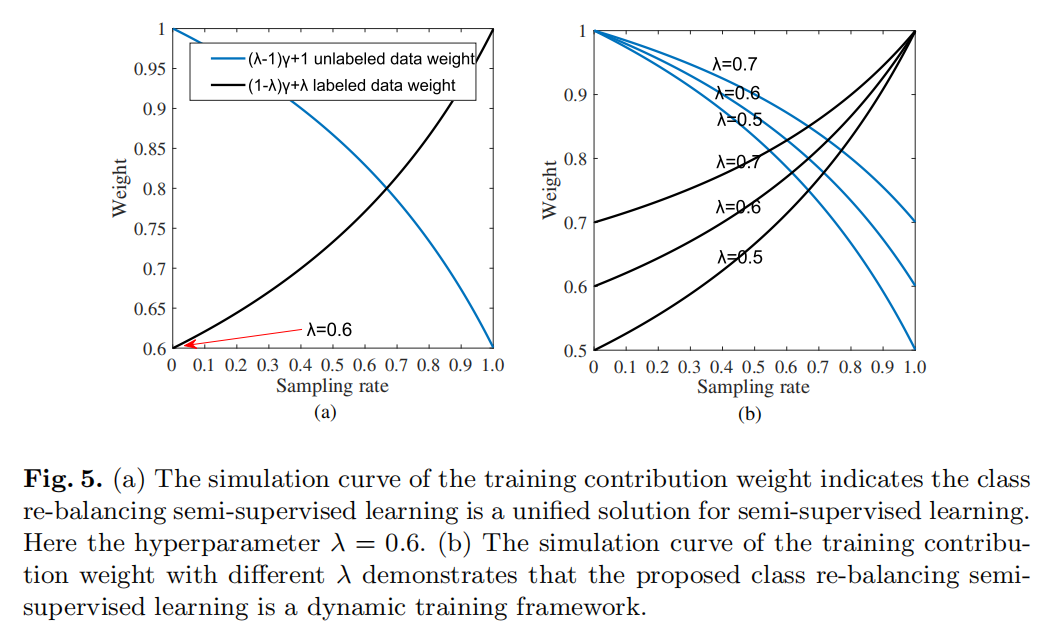 1
0.95
0.9
0.85
0.8
0.75
0.7
0.65
0.6
Weight
(λ-1)γ+1 unlabeled data weight
(1-λ)γ+λ labeled data weight
λ=0.6
0 0.1 0.2 0.3 0.4 0.5 0.6 0.7 0.8 0.9 1.0
Sampling rate
(a)
1
0.9
0.8
0.7
0.6
0.5
Weight
λ=0.7
λ=0.6
λ=0.5
λ=0.7
λ=0.6
λ=0.5
0 0.1 0.2 0.3 0.4 0.5 0.6 0.7 0.8 0.9 1.0
Sampling rate
(b)
Fig. 5. (a) The simulation curve of the training contribution weight indicates the class
re-balancing semi-supervised learning is a unified solution for semi-supervised learning.
Here the hyperparameter λ = 0.6. (b) The simulation curve of the training contribu-
tion weight with different λ demonstrates that the proposed class re-balancing semi-
supervised learning is a dynamic training framework.